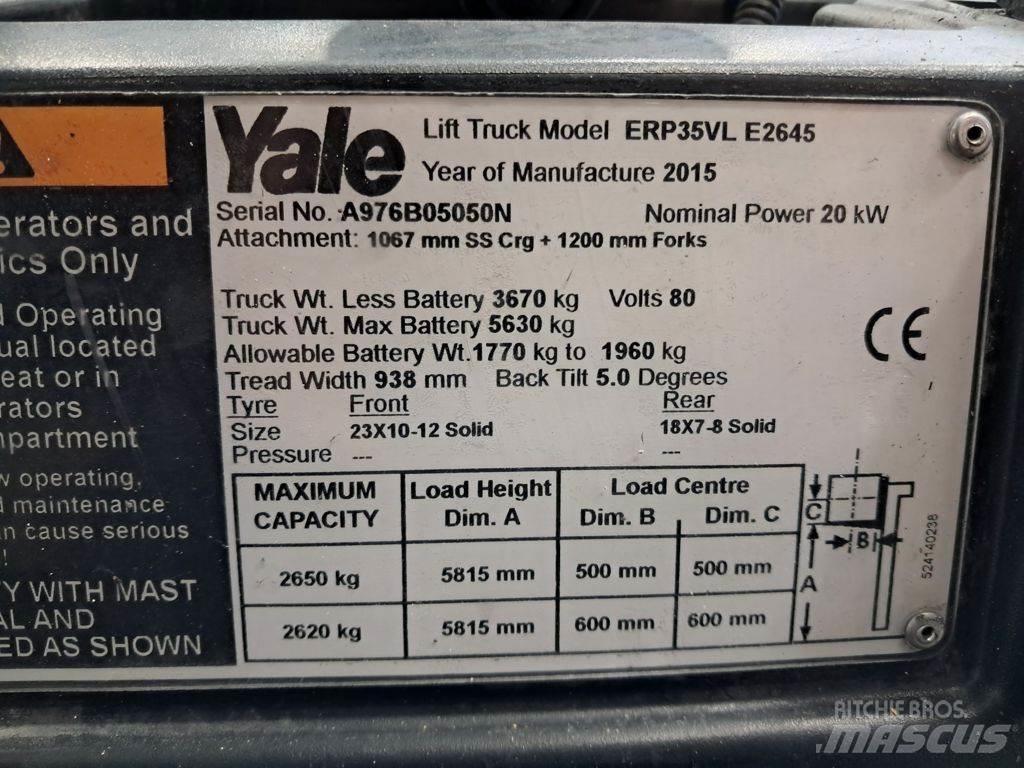 Yale
Lift Truck Model ERP35VL E2645
Year of Manufacture 2015
Serial No. A976B05050N Nominal Power 20 kW
Attachment: 1067 mm SS Crg + 1200 mm Forks
Truck Wt. Less Battery 3670 kg Volts 80
Truck Wt. Max Battery 5630 kg
Allowable Battery Wt.1770 kg to 1960 kg
Tread Width 938 mm Back Tilt 5.0 Degrees
Tyre Front Rear
Size 23X10-12 Solid 18X7-8 Solid
Pressure --- ---
MAXIMUM CAPACITY Load Height Dim. A Load Centre
Dim. B Dim. C
2650 kg 5815 mm 500 mm 500 mm
2620 kg 5815 mm 600 mm 600 mm
C
B
A
524140238
CE
erators and
ics Only
Operating
ual located
eat or in
rators
mpartment
w operating,
d maintenance
an cause serious
!
Y WITH MAST
AL AND
ED AS SHOWN
RITCHIE BROS.
MASCUS